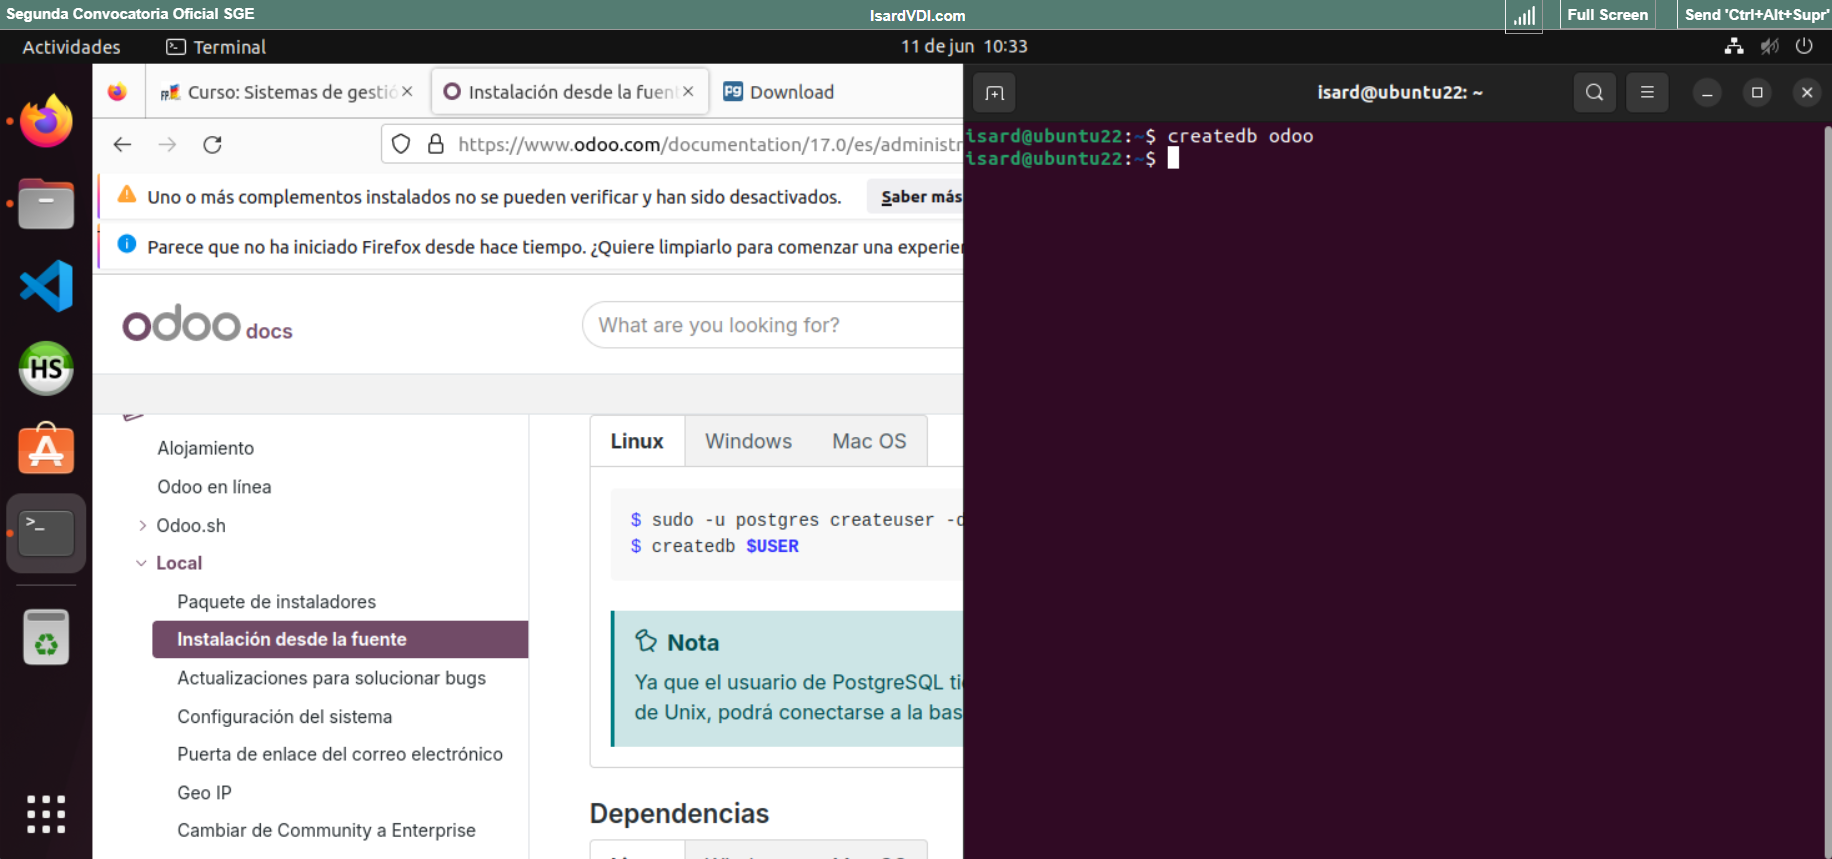 Segunda Convocatoria Oficial SGE
IsardVDI.com
Full Screen
Send 'Ctrl+Alt+Supr'
Actividades
Terminal
11 de jun 10:33
Curso: Sistemas de gestió
Instalación desde la fuent
Download
isard@ubuntu22: ~
https://www.odoo.com/documentation/17.0/es/administr
isard@ubuntu22:~$ createdb odoo
isard@ubuntu22:~$
Uno o más complementos instalados no se pueden verificar y han sido desactivados.
Saber más
Parece que no ha iniciado Firefox desde hace tiempo. ¿Quiere limpiarlo para comenzar una experien
odoo docs
What are you looking for?
HS
Alojamiento
Odoo en línea
Odoo.sh
Local
Paquete de instaladores
Instalación desde la fuente
Actualizaciones para solucionar bugs
Configuración del sistema
Puerta de enlace del correo electrónico
Geo IP
Cambiar de Community a Enterprise
Linux
Windows
Mac OS
$ sudo -u postgres createuser -d
$ createdb $USER
Nota
Ya que el usuario de PostgreSQL ti
de Unix, podrá conectarse a la bas
Dependencias